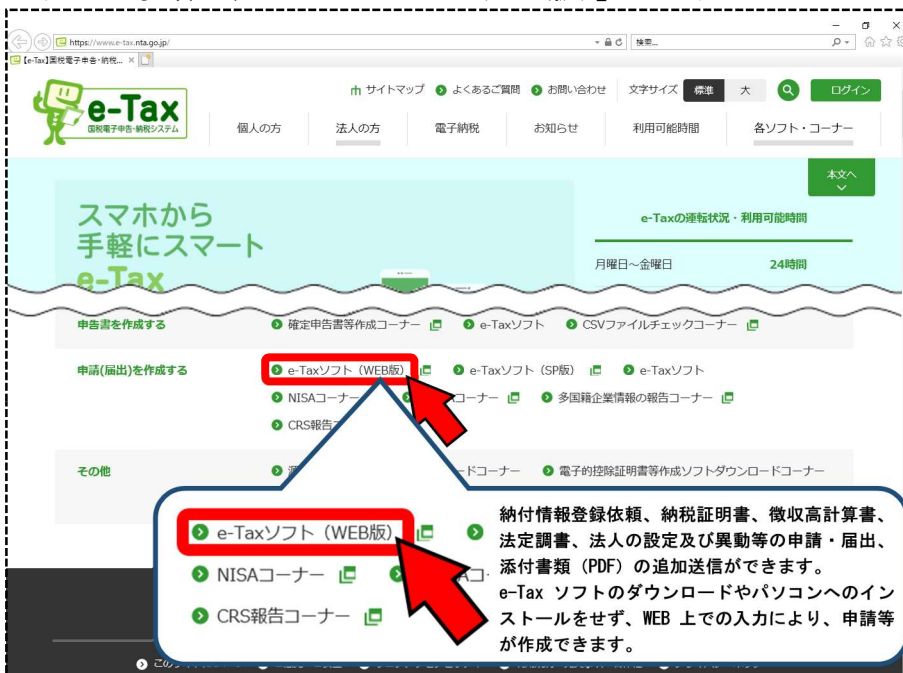 https://www.e-tax.nta.go.jp/
検索...
【e-Tax】国税電子申告・納税...
サイトマップ よくあるご質問 お問い合わせ 文字サイズ 標準 大 ログイン
e-Tax
国税電子申告・納税システム
個人の方 法人の方 電子納税 お知らせ 利用可能時間 各ソフト・コーナー
本文へ
スマホから
手軽にスマート
e-Tax
e-Taxの運転状況・利用可能時間
月曜日～金曜日 24時間
申告書を作成する 確定申告書等作成コーナー e-Taxソフト CSVファイルチェックコーナー
申請(届出)を作成する e-Taxソフト（WEB版） e-Taxソフト（SP版） e-Taxソフト
NISAコーナー コーナー 多国籍企業情報の報告コーナー
CRS報告
その他 ドコーナー 電子的控除証明書等作成ソフトダウンロードコーナー
e-Taxソフト（WEB版）
NISAコーナー
CRS報告コーナー
納付情報登録依頼、納税証明書、徴収高計算書、
法定調書、法人の設定及び異動等の申請・届出、
添付書類（PDF）の追加送信ができます。
e-Tax ソフトのダウンロードやパソコンへのイン
ストールをせず、WEB 上での入力により、申請等
が作成できます。